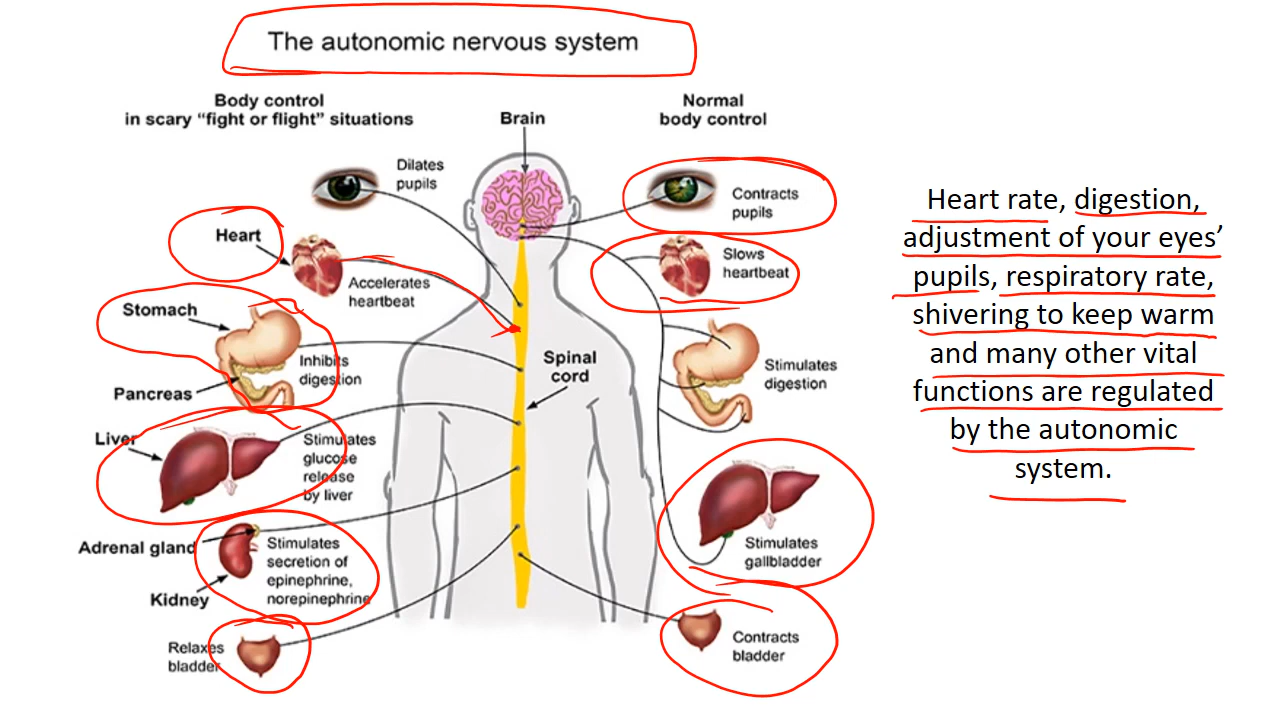 The autonomic nervous system
Body control
in scary “fight or flight” situations
Brain
Normal
body control
Dilates
pupils
Contracts
pupils
Heart
Accelerates
heartbeat
Slows
heartbeat
Stomach
Pancreas
Inhibits
digestion
Spinal
cord
Stimulates
digestion
Liver
Stimulates
glucose
release
by liver
Adrenal gland
Kidney
Stimulates
secretion of
epinephrine,
norepinephrine
Stimulates
gallbladder
Relaxes
bladder
Contracts
bladder
Heart rate, digestion,
adjustment of your eyes’
pupils, respiratory rate,
shivering to keep warm
and many other vital
functions are regulated
by the autonomic
system.